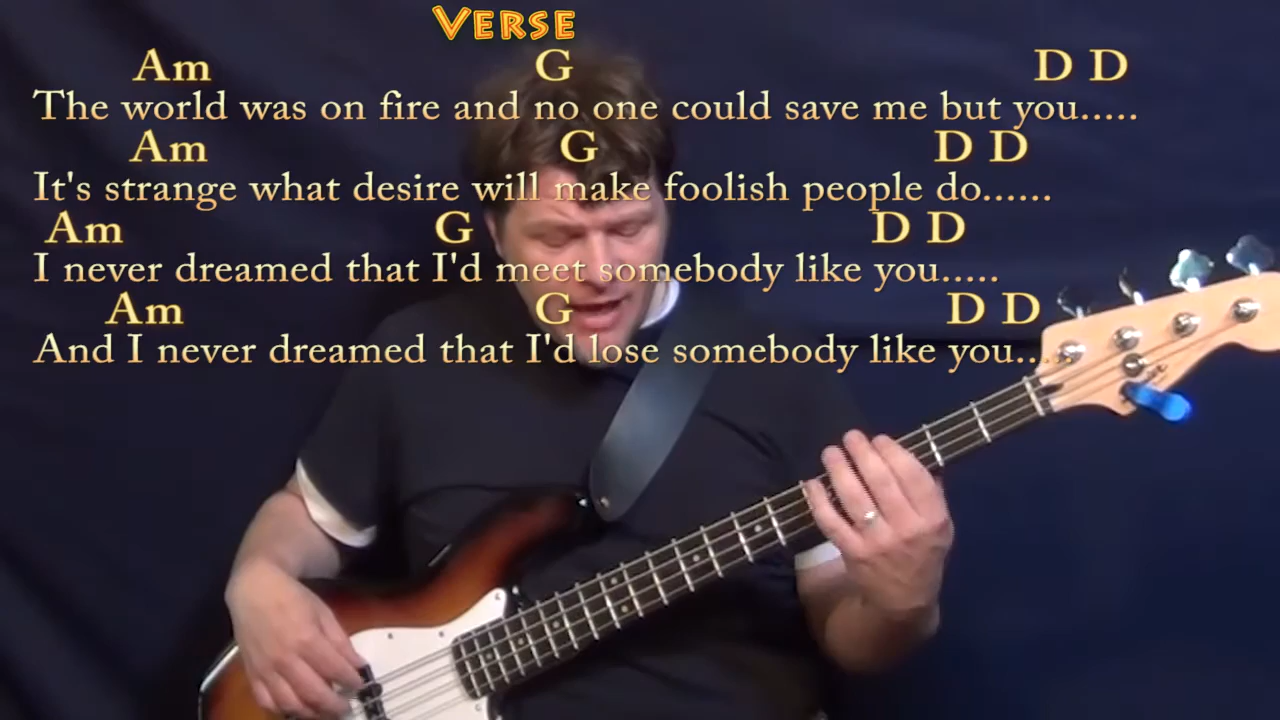 VERSE
Am G D D
The world was on fire and no one could save me but you.....
Am G D D
It's strange what desire will make foolish people do......
Am G D D
I never dreamed that I'd meet somebody like you.....
Am G D D
And I never dreamed that I'd lose somebody like you.....